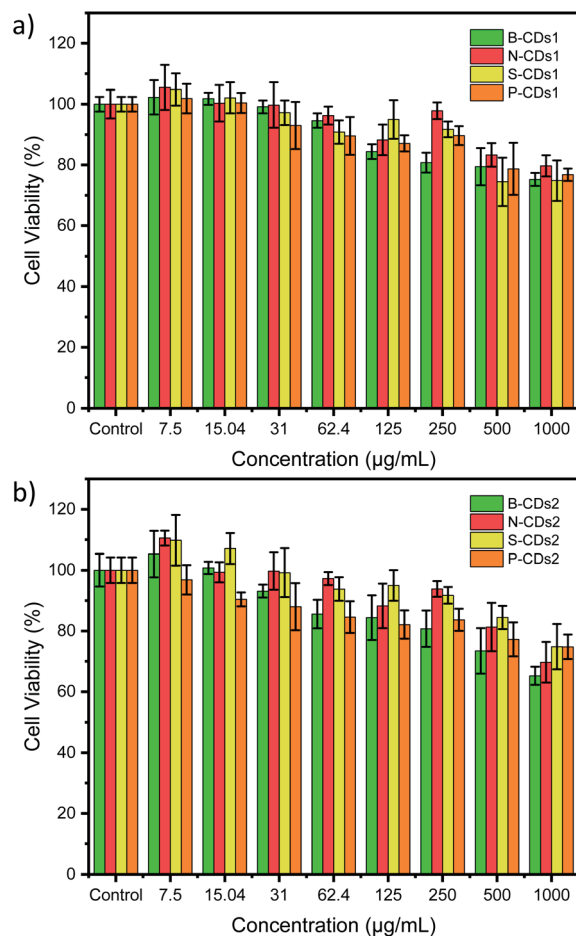 a)
120
100
80
60
40
20
0
Cell Viability (%)
B-CDs1
N-CDs1
S-CDs1
P-CDs1
Control 7.5 15.04 31 62.4 125 250 500 1000
Concentration (µg/mL)
b)
120
100
80
60
40
20
0
Cell Viability (%)
B-CDs2
N-CDs2
S-CDs2
P-CDs2
Control 7.5 15.04 31 62.4 125 250 500 1000
Concentration (µg/mL)